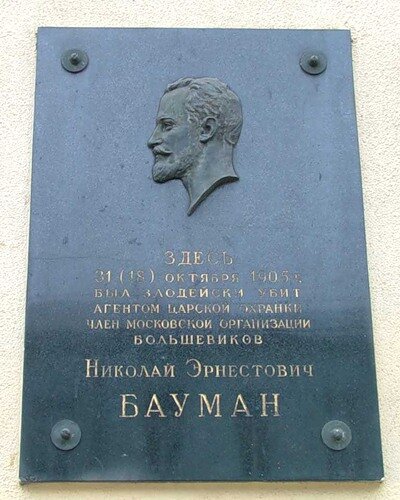 ЗДЕСЬ
31 (18) ОКТЯБРЯ 1905 г.
БЫЛ ЗЛОДЕЙСКИ УБИТ
АГЕНТОМ ЦАРСКОЙ ОХРАНКИ
ЧЛЕН МОСКОВСКОЙ ОРГАНИЗАЦИИ
БОЛЬШЕВИКОВ
НИКОЛАЙ ЭРНЕСТОВИЧ
БАУМАН